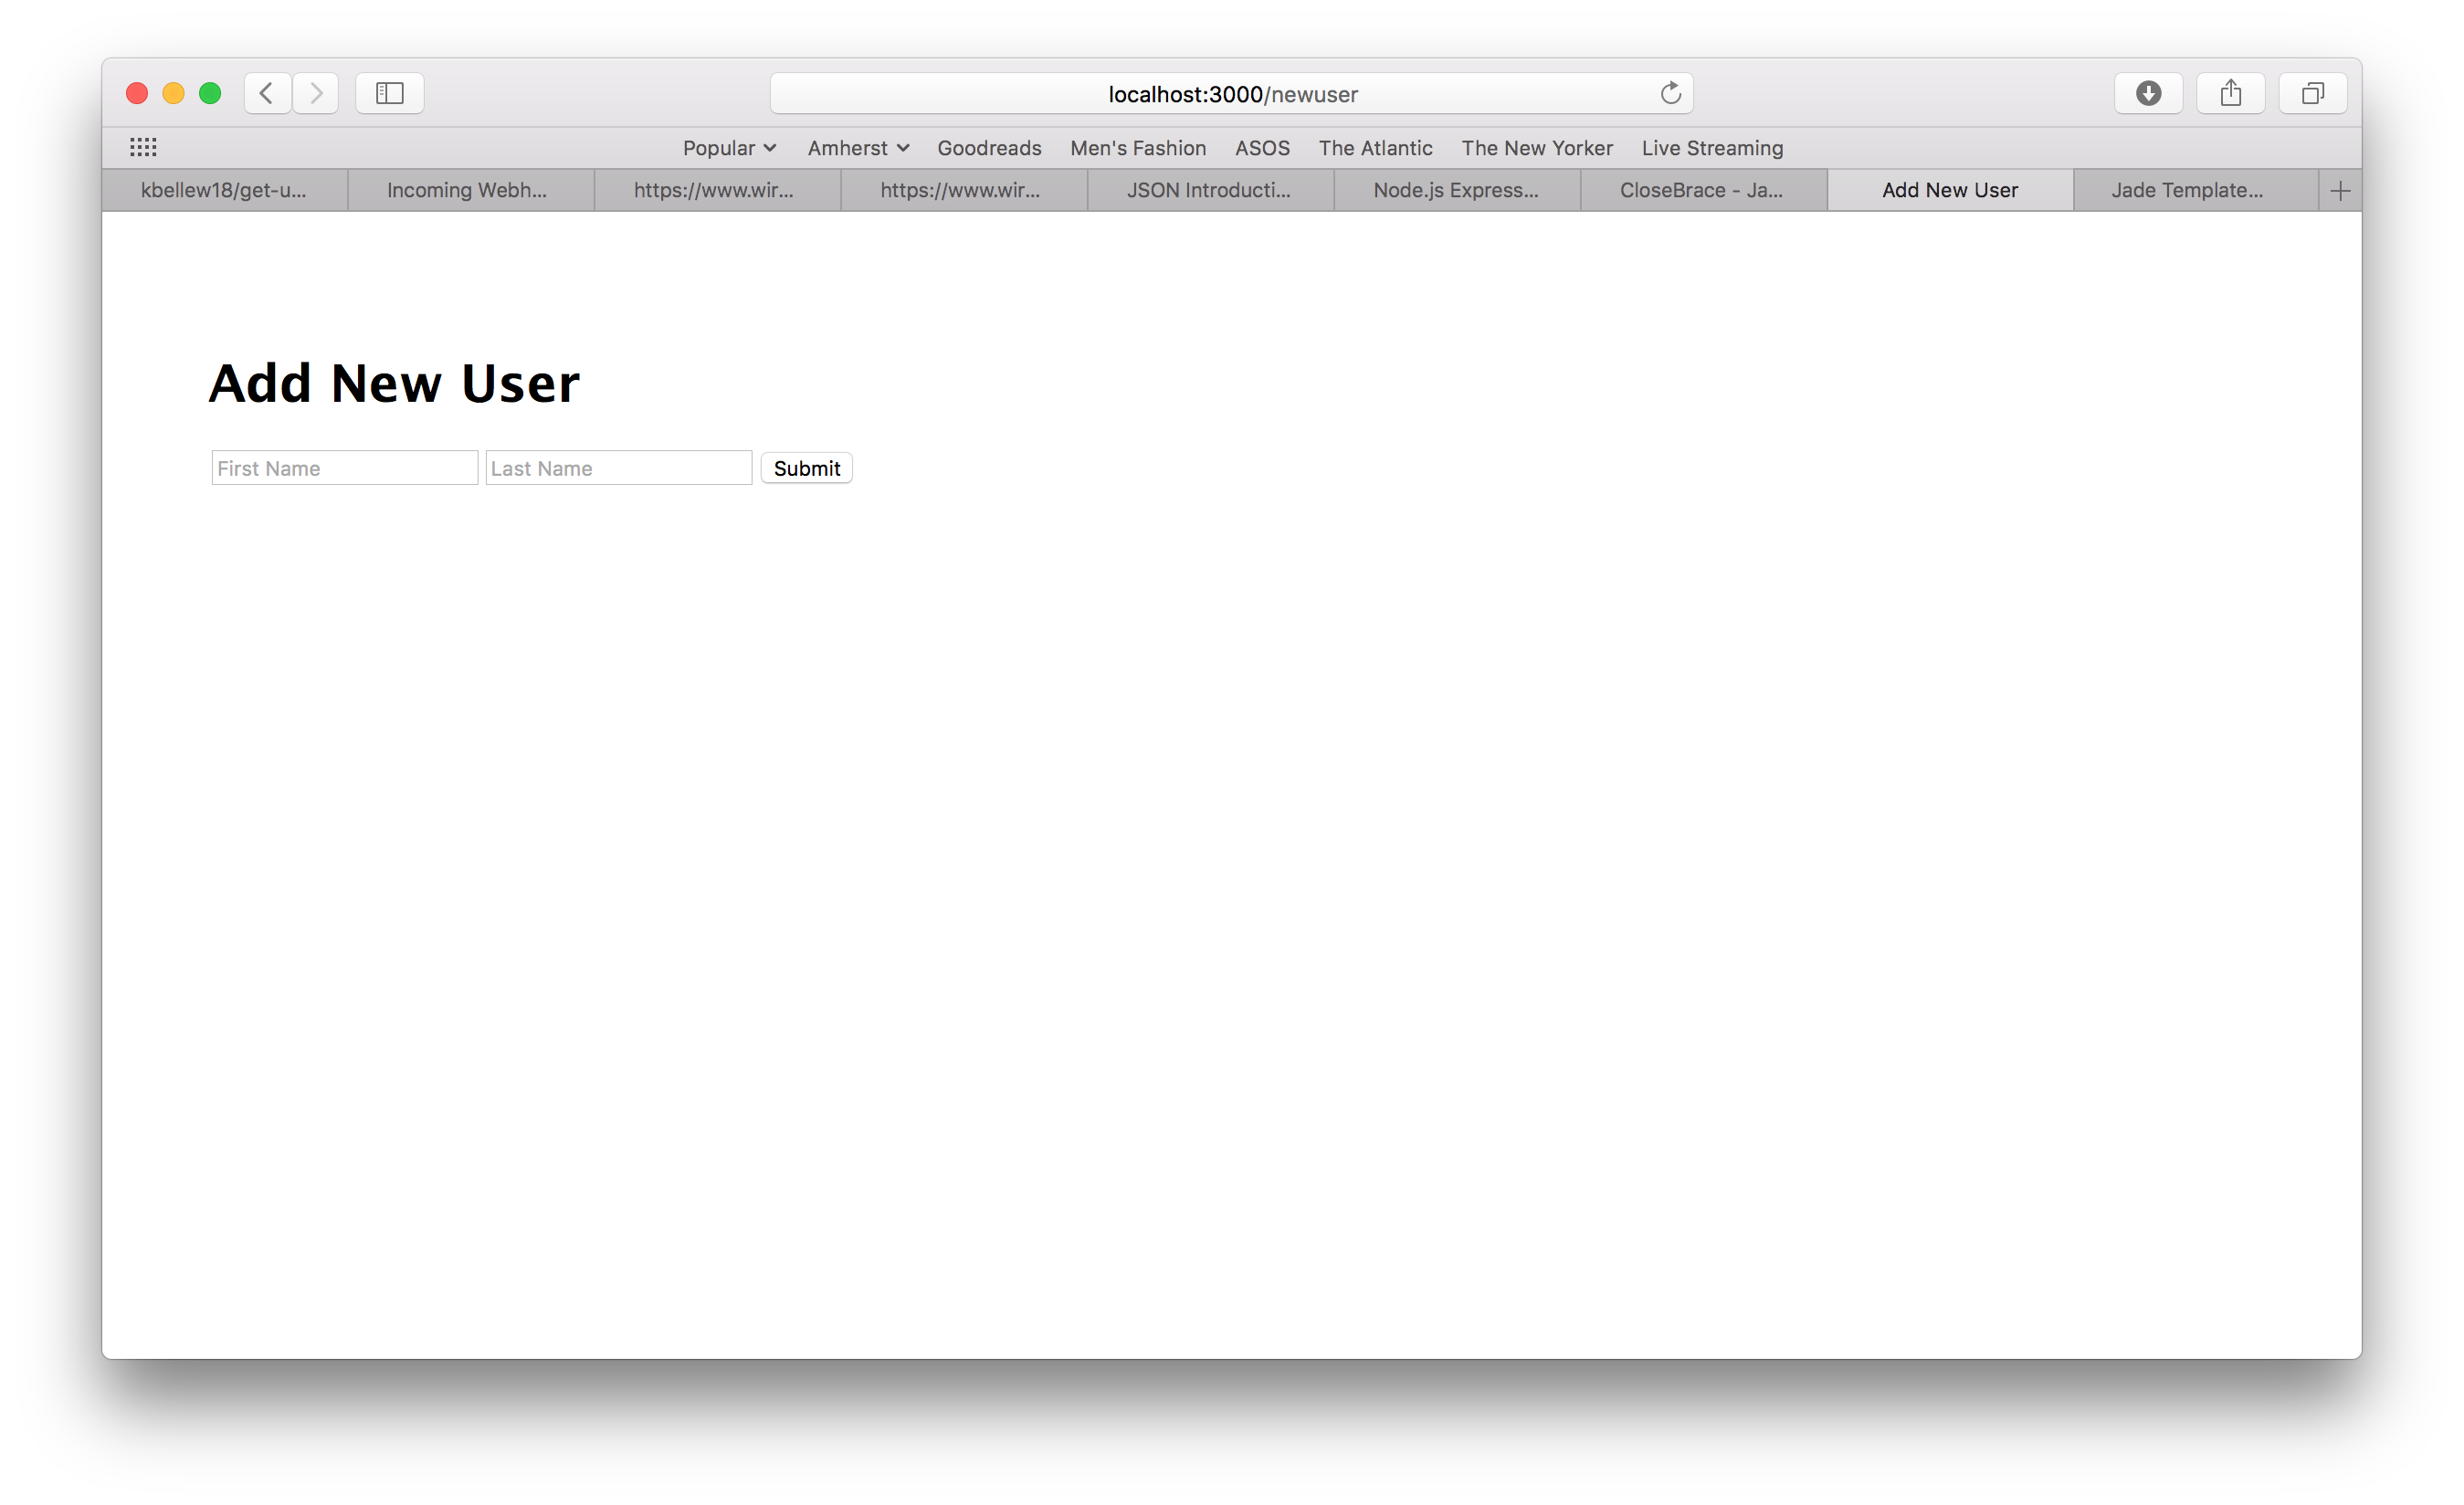 localhost:3000/newuser
Popular Amherst Goodreads Men's Fashion ASOS The Atlantic The New Yorker Live Streaming
kbellew18/get-u... Incoming Webh... https://www.wir... https://www.wir... JSON Introducti... Node.js Express... CloseBrace - Ja... Add New User Jade Template...
Add New User
First Name Last Name Submit